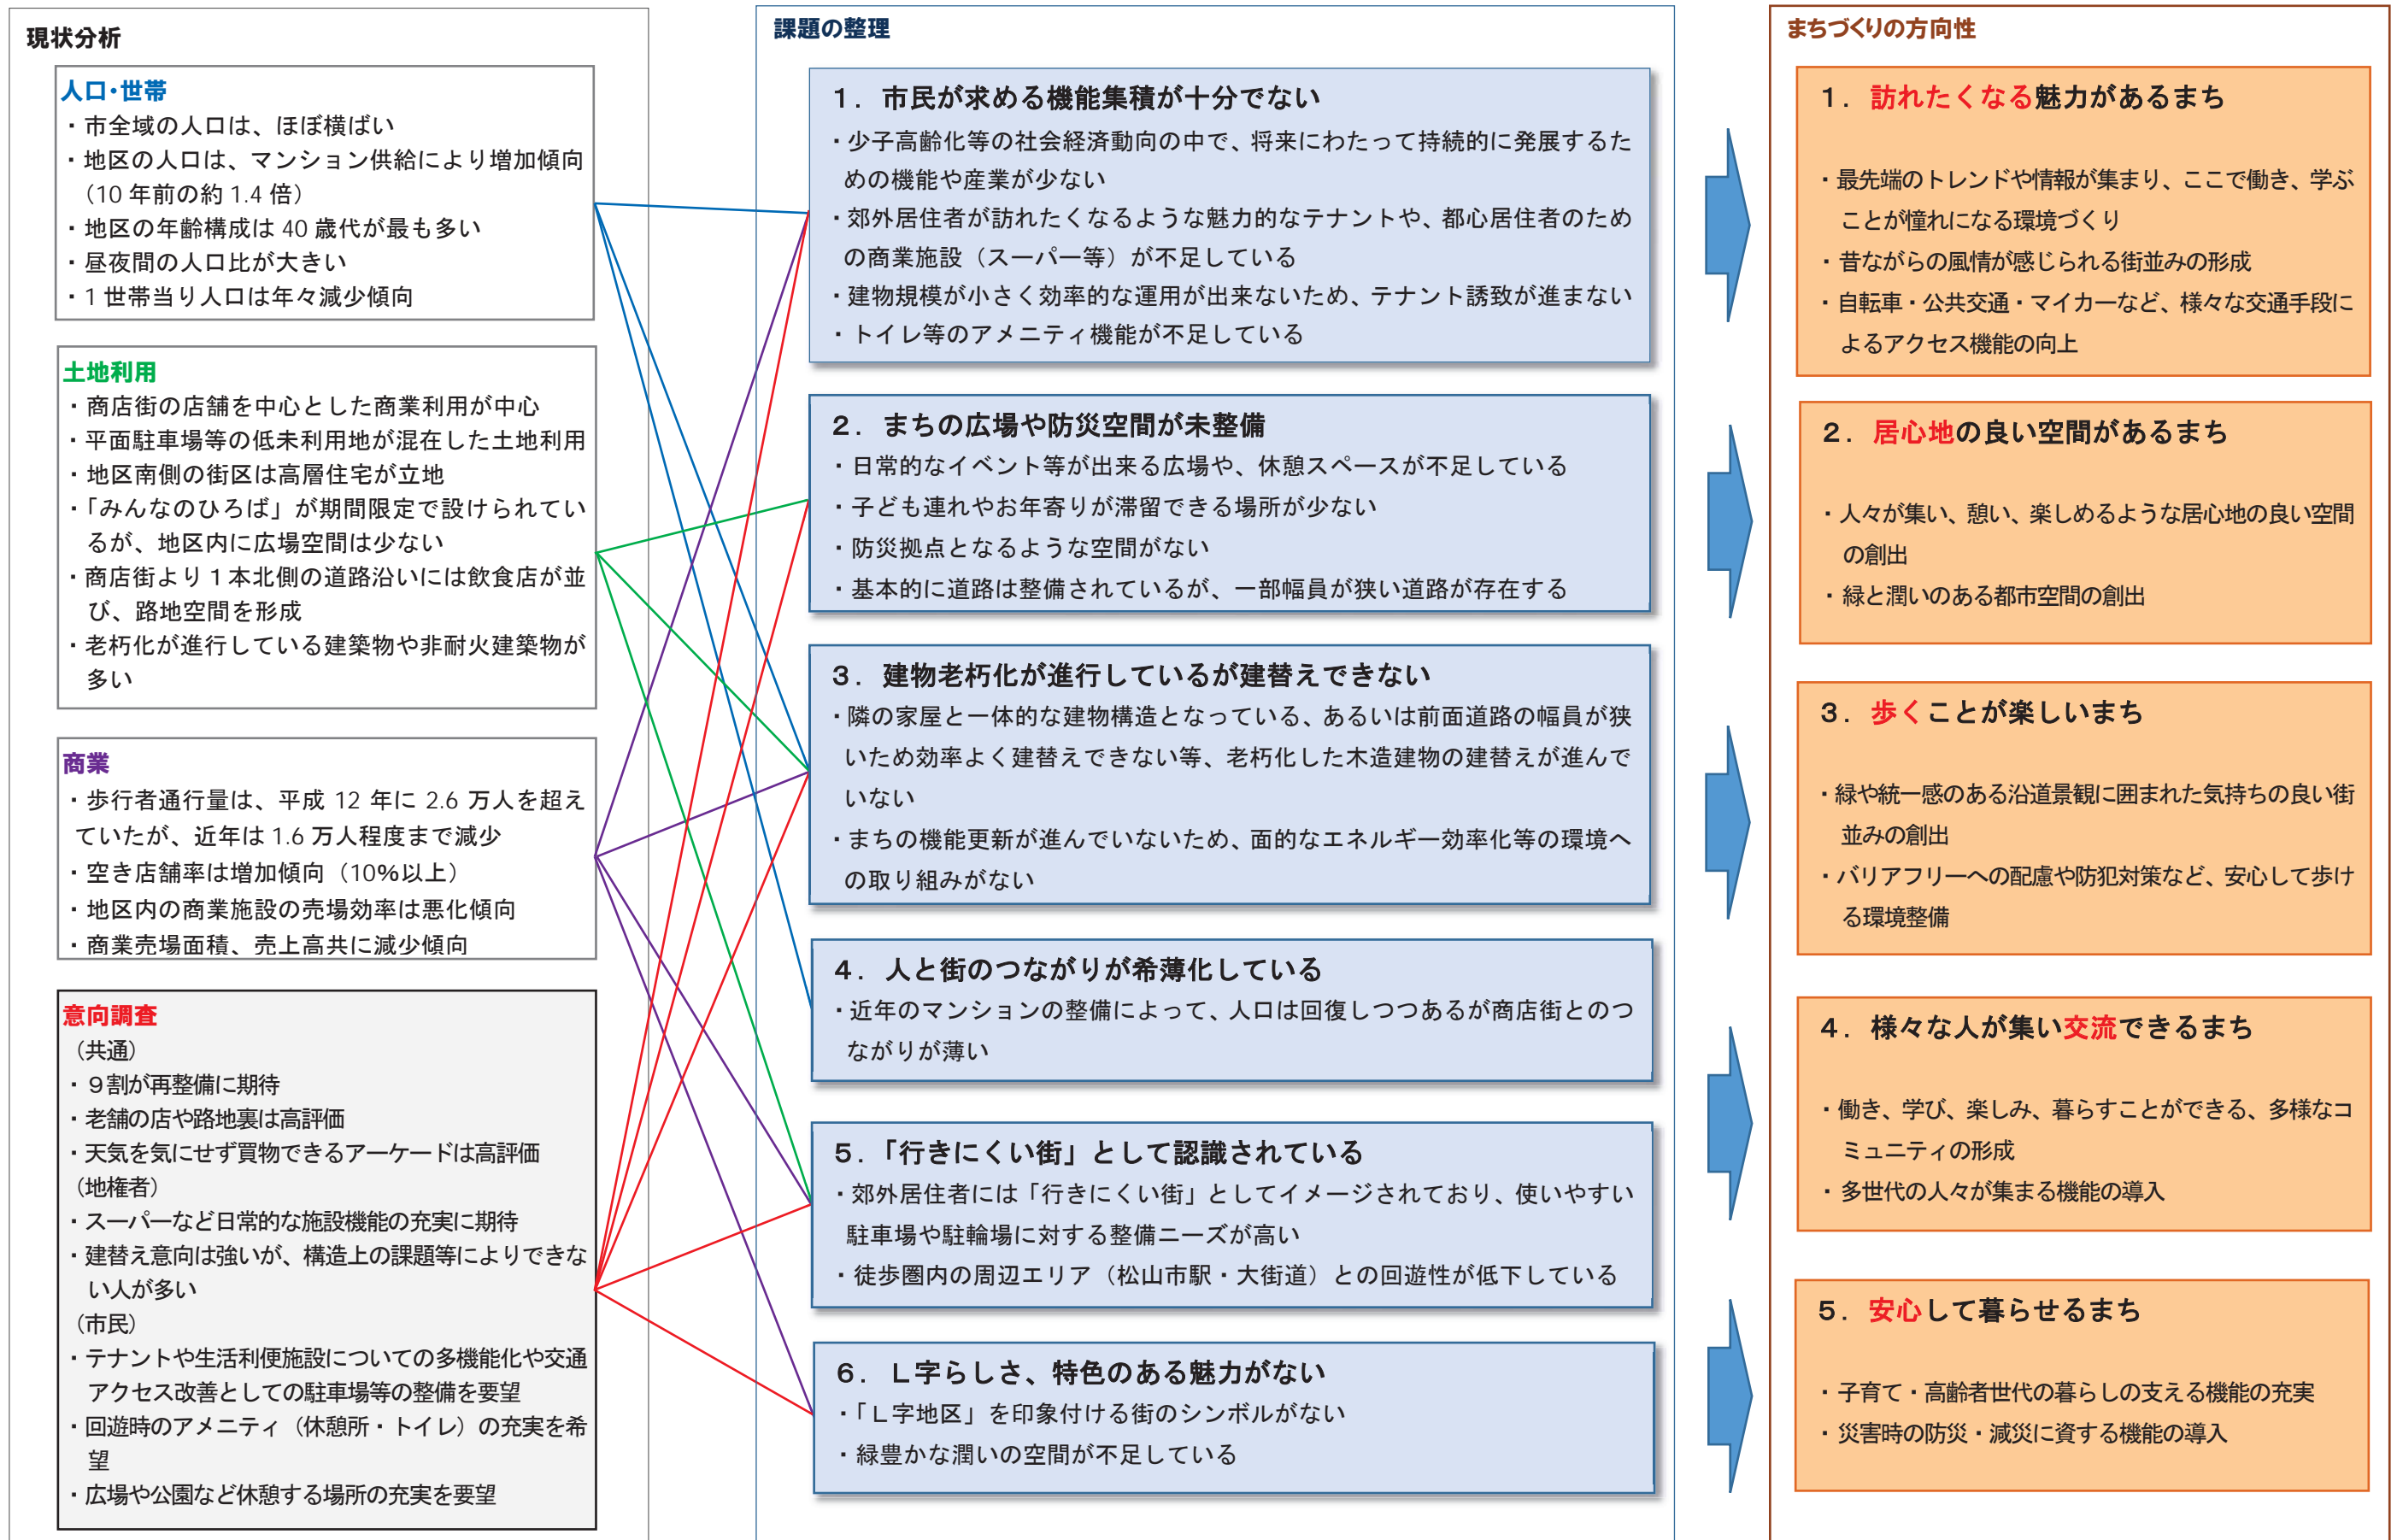 現状分析
人口・世帯
・市全域の人口は、ほぼ横ばい
・地区の人口は、マンション供給により増加傾向
（10 年前の約 1.4 倍）
・地区の年齢構成は 40 歳代が最も多い
・昼夜間の人口比が大きい
・1 世帯当り人口は年々減少傾向
土地利用
・商店街の店舗を中心とした商業利用が中心
・平面駐車場等の低未利用地が混在した土地利用
・地区南側の街区は高層住宅が立地
・「みんなのひろば」が期間限定で設けられてい
るが、地区内に広場空間は少ない
・商店街より１本北側の道路沿いには飲食店が並
び、路地空間を形成
・老朽化が進行している建築物や非耐火建築物が
多い
商業
・歩行者通行量は、平成 12 年に 2.6 万人を超え
ていたが、近年は 1.6 万人程度まで減少
・空き店舗率は増加傾向（10%以上）
・地区内の商業施設の売場効率は悪化傾向
・商業売場面積、売上高共に減少傾向
意向調査
（共通）
・９割が再整備に期待
・老舗の店や路地裏は高評価
・天気を気にせず買物できるアーケードは高評価
（地権者）
・スーパーなど日常的な施設機能の充実に期待
・建替え意向は強いが、構造上の課題等によりできな
い人が多い
（市民）
・テナントや生活利便施設についての多機能化や交通
アクセス改善としての駐車場等の整備を要望
・回遊時のアメニティ（休憩所・トイレ）の充実を希
望
・広場や公園など休憩する場所の充実を要望
課題の整理
１．市民が求める機能集積が十分でない
・少子高齢化等の社会経済動向の中で、将来にわたって持続的に発展するた
めの機能や産業が少ない
・郊外居住者が訪れたくなるような魅力的なテナントや、都心居住者のため
の商業施設（スーパー等）が不足している
・建物規模が小さく効率的な運用が出来ないため、テナント誘致が進まない
・トイレ等のアメニティ機能が不足している
２．まちの広場や防災空間が未整備
・日常的なイベント等が出来る広場や、休憩スペースが不足している
・子ども連れやお年寄りが滞留できる場所が少ない
・防災拠点となるような空間がない
・基本的に道路は整備されているが、一部幅員が狭い道路が存在する
３．建物老朽化が進行しているが建替えできない
・隣の家屋と一体的な建物構造となっている、あるいは前面道路の幅員が狭
いため効率よく建替えできない等、老朽化した木造建物の建替えが進んで
いない
・まちの機能更新が進んでいないため、面的なエネルギー効率化等の環境へ
の取り組みがない
４．人と街のつながりが希薄化している
・近年のマンションの整備によって、人口は回復しつつあるが商店街とのつ
ながりが薄い
５．「行きにくい街」として認識されている
・郊外居住者には「行きにくい街」としてイメージされており、使いやすい
駐車場や駐輪場に対する整備ニーズが高い
・徒歩圏内の周辺エリア（松山市駅・大街道）との回遊性が低下している
６．Ｌ字らしさ、特色のある魅力がない
・「Ｌ字地区」を印象付ける街のシンボルがない
・緑豊かな潤いの空間が不足している
まちづくりの方向性
１．訪れたくなる魅力があるまち
・最先端のトレンドや情報が集まり、ここで働き、学ぶ
ことが憧れになる環境づくり
・昔ながらの風情が感じられる街並みの形成
・自転車・公共交通・マイカーなど、様々な交通手段に
よるアクセス機能の向上
２．居心地の良い空間があるまち
・人々が集い、憩い、楽しめるような居心地の良い空間
の創出
・緑と潤いのある都市空間の創出
３．歩くことが楽しいまち
・緑や統一感のある沿道景観に囲まれた気持ちの良い街
並みの創出
・バリアフリーへの配慮や防犯対策など、安心して歩け
る環境整備
４．様々な人が集い交流できるまち
・働き、学び、楽しみ、暮らすことができる、多様なコ
ミュニティの形成
・多世代の人々が集まる機能の導入
５．安心して暮らせるまち
・子育て・高齢者世代の暮らしの支える機能の充実
・災害時の防災・減災に資する機能の導入